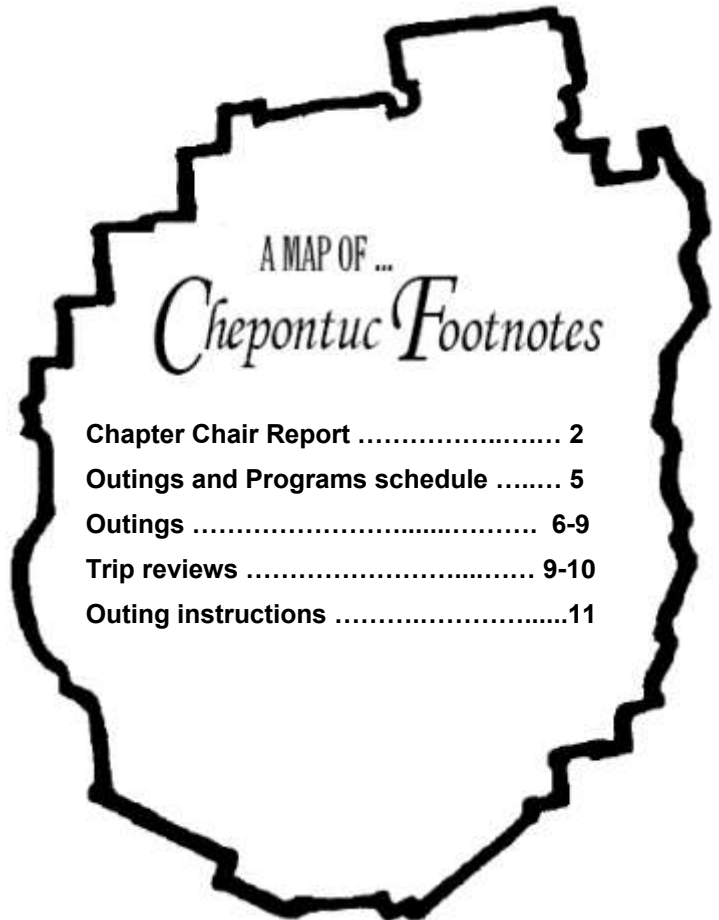 A MAP OF ...
Chepontuc Footnotes
Chapter Chair Report ……………..…..… 2
Outings and Programs schedule …..… 5
Outings …………………….......………. 6-9
Trip reviews ……………………....…… 9-10
Outing instructions ……….…………......11